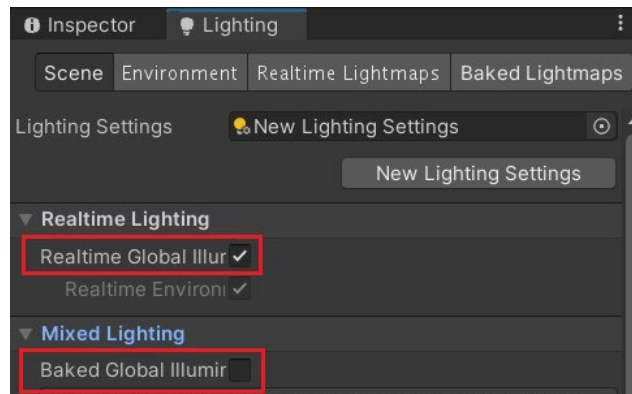 Inspector Lighting
Scene Environment Realtime Lightmaps Baked Lightmaps
Lighting Settings New Lighting Settings
New Lighting Settings
Realtime Lighting
Realtime Global Illur
Realtime Environ
Mixed Lighting
Baked Global Illumir